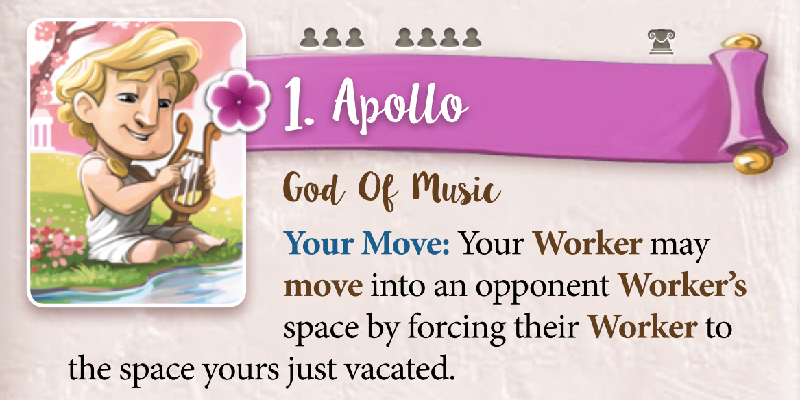 1. Apollo
God Of Music
Your Move: Your Worker may
move into an opponent Worker’s
space by forcing their Worker to
the space yours just vacated.